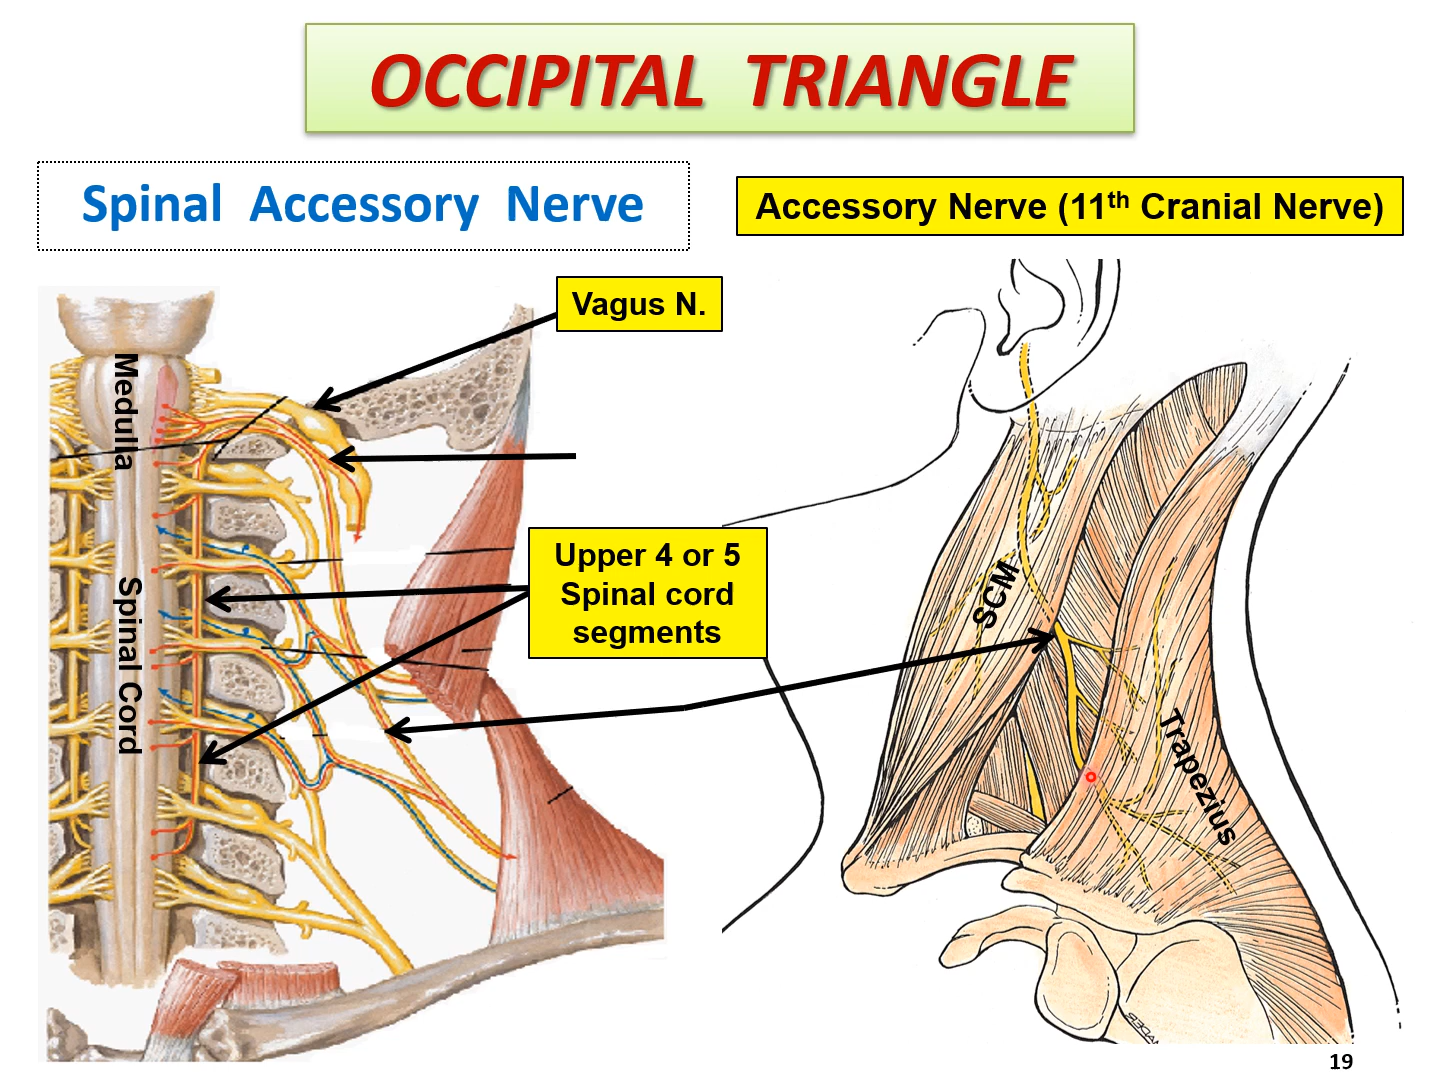 OCCIPITAL TRIANGLE
Spinal Accessory Nerve
Accessory Nerve (11th Cranial Nerve)
Vagus N.
Medulla
Upper 4 or 5
Spinal cord
segments
Spinal Cord
SCM
Trapezius
19